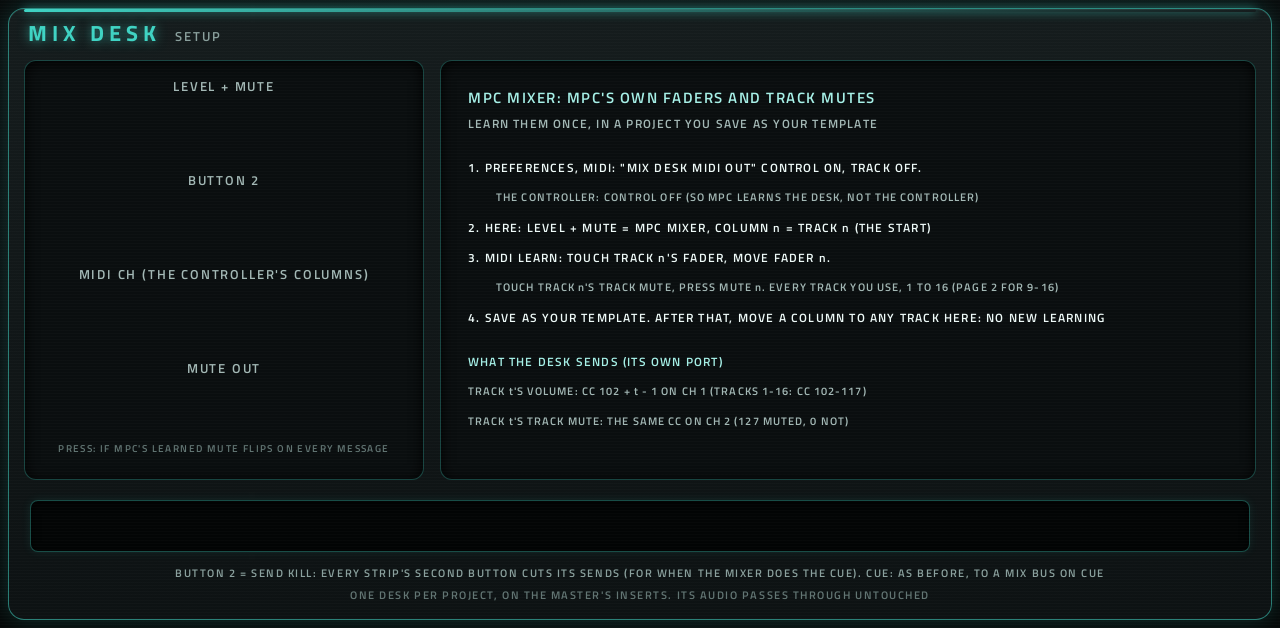 MIX DESK SETUP
LEVEL + MUTE
BUTTON 2
MIDI CH (THE CONTROLLER'S COLUMNS)
MUTE OUT
PRESS: IF MPC'S LEARNED MUTE FLIPS ON EVERY MESSAGE
MPC MIXER: MPC'S OWN FADERS AND TRACK MUTES
LEARN THEM ONCE, IN A PROJECT YOU SAVE AS YOUR TEMPLATE
1. PREFERENCES, MIDI: "MIX DESK MIDI OUT" CONTROL ON, TRACK OFF.
THE CONTROLLER: CONTROL OFF (SO MPC LEARNS THE DESK, NOT THE CONTROLLER)
2. HERE: LEVEL + MUTE = MPC MIXER, COLUMN n = TRACK n (THE START)
3. MIDI LEARN: TOUCH TRACK n'S FADER, MOVE FADER n.
TOUCH TRACK n'S TRACK MUTE, PRESS MUTE n. EVERY TRACK YOU USE, 1 TO 16 (PAGE 2 FOR 9-16)
4. SAVE AS YOUR TEMPLATE. AFTER THAT, MOVE A COLUMN TO ANY TRACK HERE: NO NEW LEARNING
WHAT THE DESK SENDS (ITS OWN PORT)
TRACK t'S VOLUME: CC 102 + t - 1 ON CH 1 (TRACKS 1-16: CC 102-117)
TRACK t'S TRACK MUTE: THE SAME CC ON CH 2 (127 MUTED, 0 NOT)
BUTTON 2 = SEND KILL: EVERY STRIP'S SECOND BUTTON CUTS ITS SENDS (FOR WHEN THE MIXER DOES THE CUE). CUE: AS BEFORE, TO A MIX BUS ON CUE
ONE DESK PER PROJECT, ON THE MASTER'S INSERTS. ITS AUDIO PASSES THROUGH UNTOUCHED